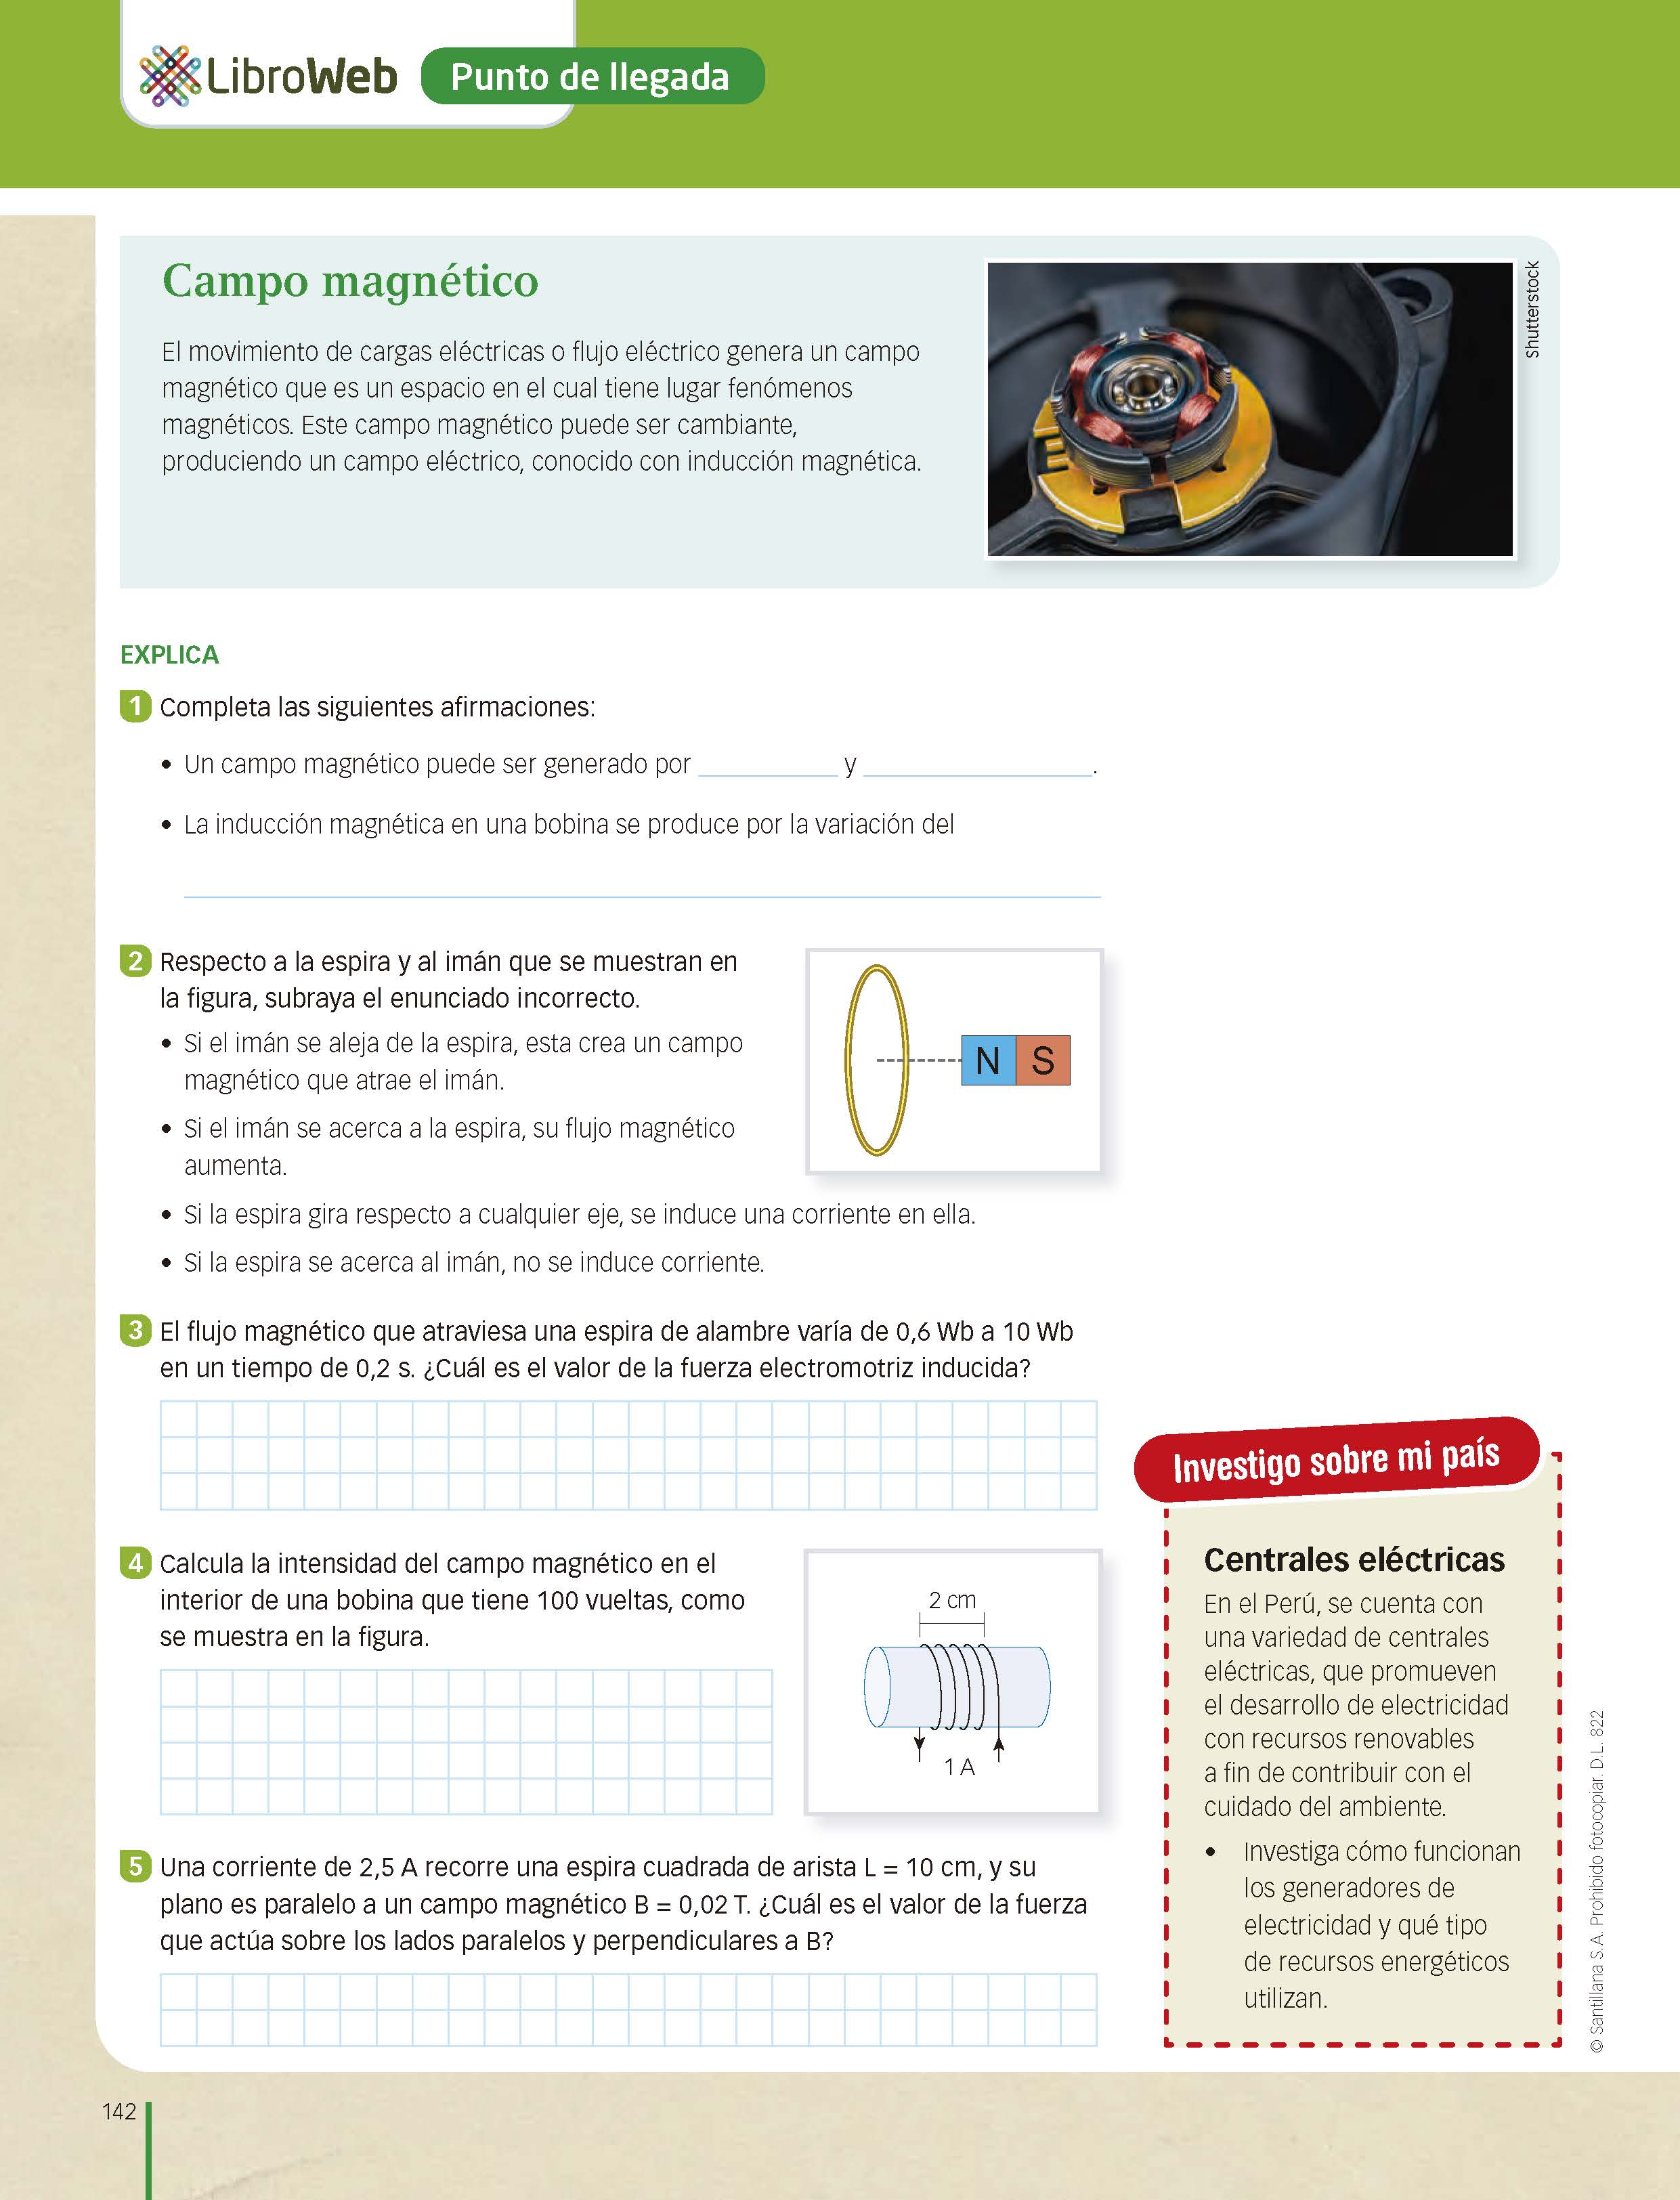 LibroWeb
Punto de llegada
Campo magnético
El movimiento de cargas eléctricas o flujo eléctrico genera un campo
magnético que es un espacio en el cual tiene lugar fenómenos
magnéticos. Este campo magnético puede ser cambiante,
produciendo un campo eléctrico, conocido con inducción magnética.
Shutterstock
EXPLICA
1 Completa las siguientes afirmaciones:
• Un campo magnético puede ser generado por __________ y ________________.
• La inducción magnética en una bobina se produce por la variación del
2 Respecto a la espira y al imán que se muestran en
la figura, subraya el enunciado incorrecto.
• Si el imán se aleja de la espira, esta crea un campo
magnético que atrae el imán.
• Si el imán se acerca a la espira, su flujo magnético
aumenta.
• Si la espira gira respecto a cualquier eje, se induce una corriente en ella.
• Si la espira se acerca al imán, no se induce corriente.
N S
3 El flujo magnético que atraviesa una espira de alambre varía de 0,6 Wb a 10 Wb
en un tiempo de 0,2 s. ¿Cuál es el valor de la fuerza electromotriz inducida?
4 Calcula la intensidad del campo magnético en el
interior de una bobina que tiene 100 vueltas, como
se muestra en la figura.
2 cm
1 A
5 Una corriente de 2,5 A recorre una espira cuadrada de arista L = 10 cm, y su
plano es paralelo a un campo magnético B = 0,02 T. ¿Cuál es el valor de la fuerza
que actúa sobre los lados paralelos y perpendiculares a B?
Investigo sobre mi país
Centrales eléctricas
En el Perú, se cuenta con
una variedad de centrales
eléctricas, que promueven
el desarrollo de electricidad
con recursos renovables
a fin de contribuir con el
cuidado del ambiente.
• Investiga cómo funcionan
los generadores de
electricidad y qué tipo
de recursos energéticos
utilizan.
© Santillana S.A. Prohibido fotocopiar. D.L. 822
142